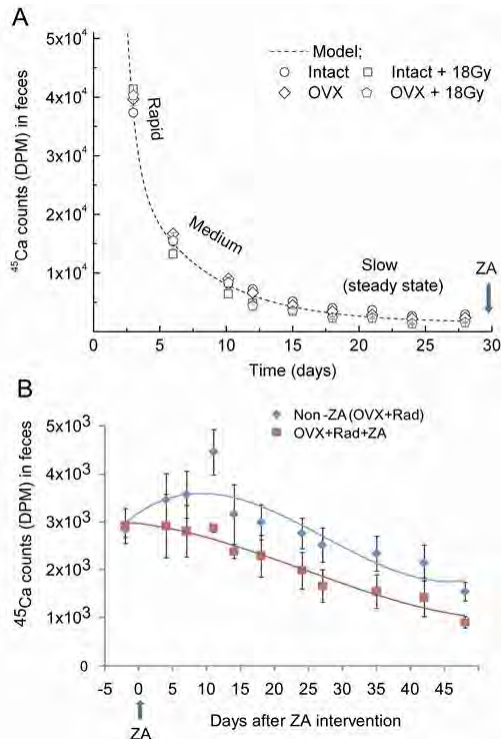 A
5x10⁴
4x10⁴
3x10⁴
2x10⁴
1x10⁴
⁴⁵Ca counts (DPM) in feces
Model;
Intact
Intact + 18Gy
OVX
OVX + 18Gy
Rapid
Medium
Slow
(steady state)
ZA
0 5 10 15 20 25 30
Time (days)
B
5x10³
4x10³
3x10³
2x10³
1x10³
0
⁴⁵Ca counts (DPM) in feces
Non -ZA (OVX+Rad)
OVX+Rad+ZA
-5 0 5 10 15 20 25 30 35 40 45
ZA
Days after ZA intervention